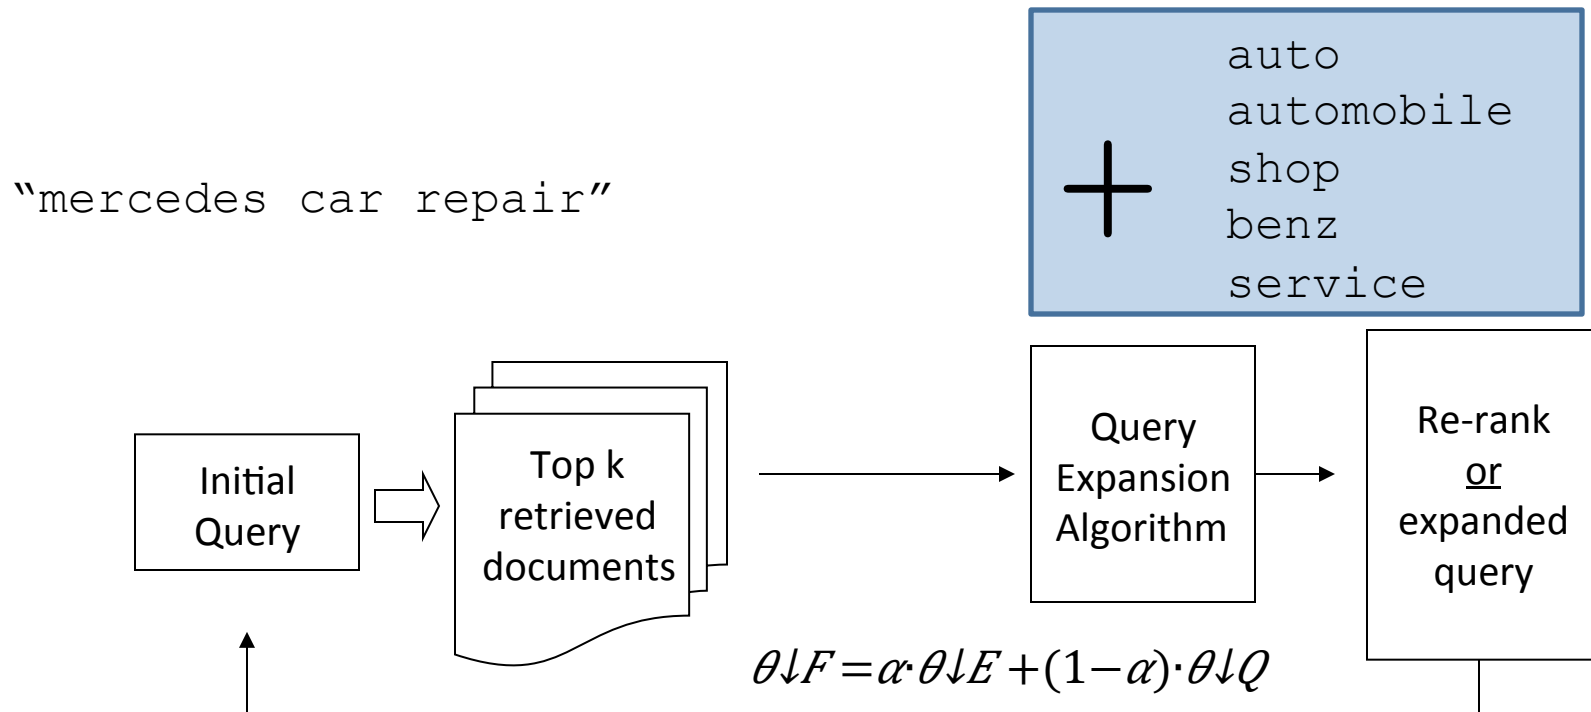 “mercedes car repair”
+
auto
automobile
shop
benz
service
Initial
Query
Top k
retrieved
documents
Query
Expansion
Algorithm
Re-rank
or
expanded
query
θ↓F =α·θ↓E +(1−α)·θ↓Q